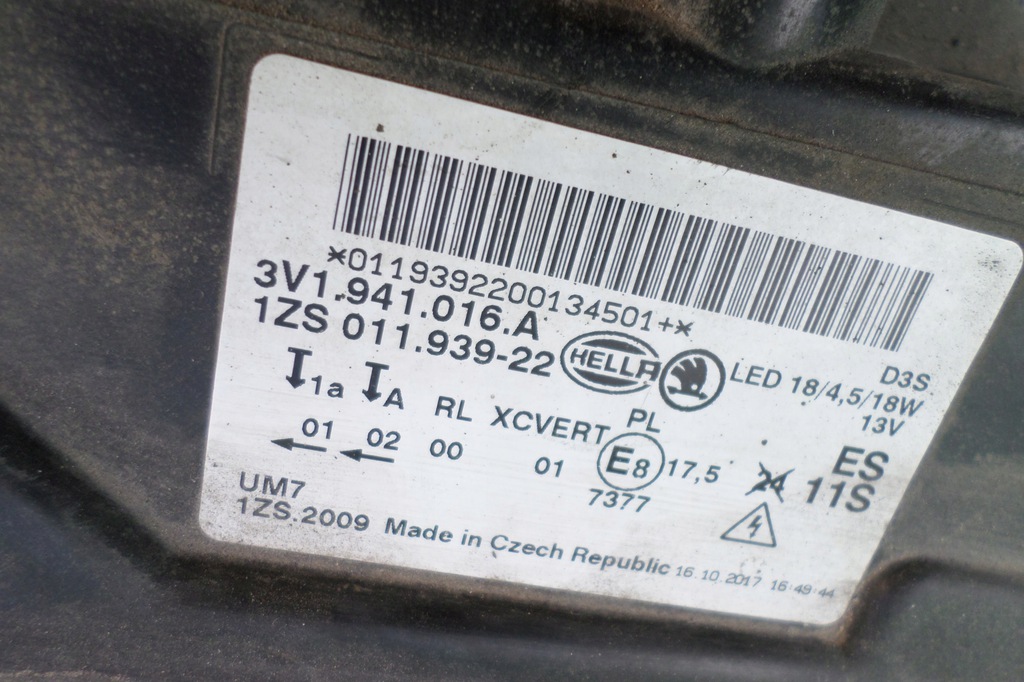 *0119392200134501+*
3V1.941.016.A
1ZS 011.939-22
HELLA
D3S
LED 18/4,5/18W
13V
1a A RL XCVERT PL ES
01 02 00 01 E8 17,5 24 11S
7377
UM7
1ZS.2009 Made in Czech Republic 16.10.2017 16:49:44